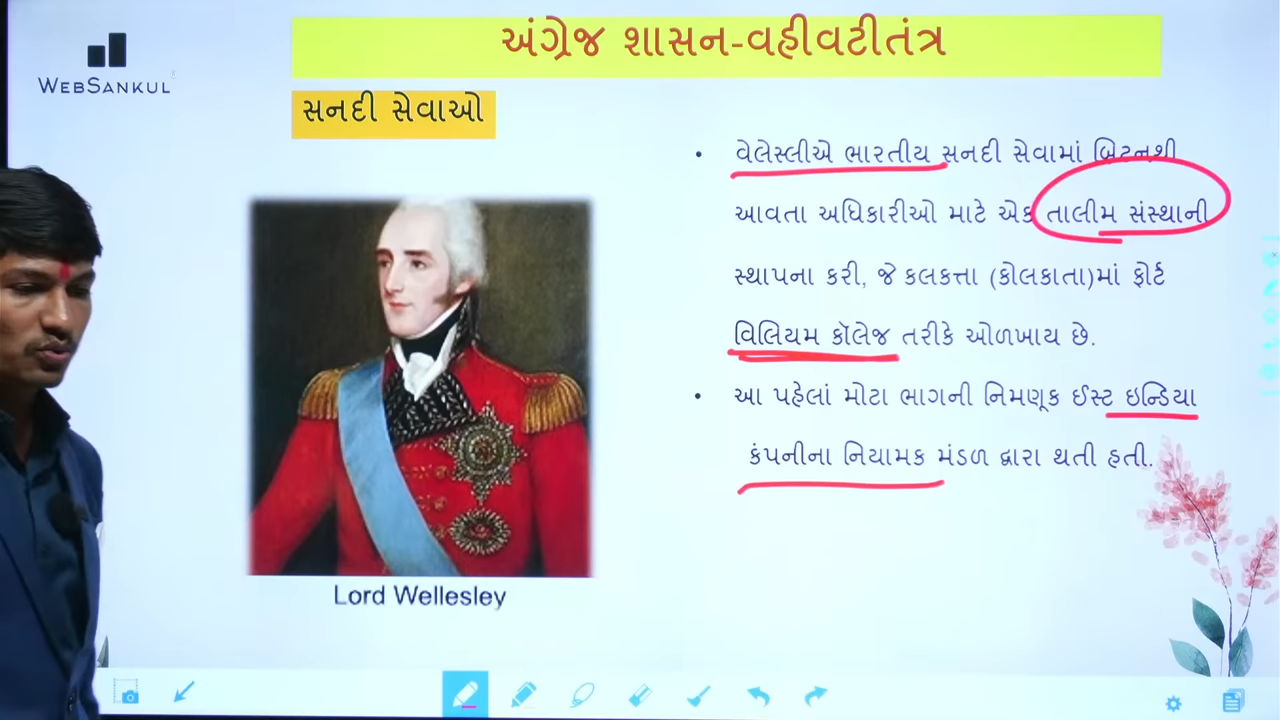 અંગ્રેજ શાસન-વહીવટીતંત્ર
WEBSANKUL
સનદી સેવાઓ
• વેલેસ્લીએ ભારતીય સનદી સેવામાં બ્રિટનથી
આવતા અધિકારીઓ માટે એક તાલીમ સંસ્થાની
સ્થાપના કરી, જે કલકત્તા (કોલકાતા)માં ફોર્ટ
વિલિયમ કૉલેજ તરીકે ઓળખાય છે.
• આ પહેલાં મોટા ભાગની નિમણૂક ઈસ્ટ ઇન્ડિયા
કંપનીના નિયામક મંડળ દ્વારા થતી હતી.
Lord Wellesley